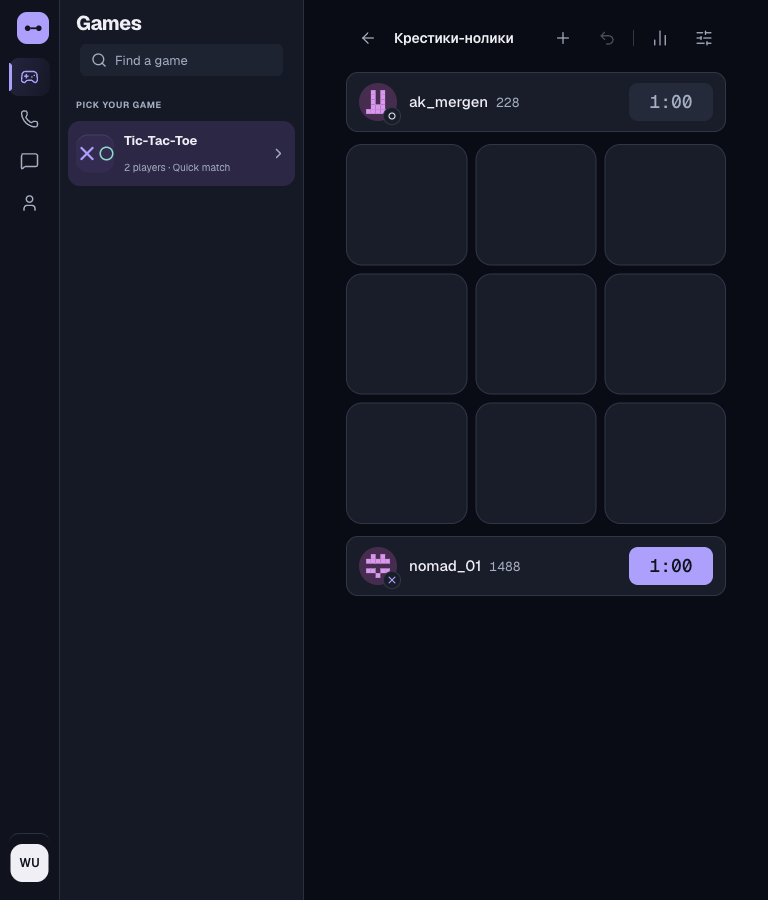 Games
Find a game
PICK YOUR GAME
Tic-Tac-Toe
2 players · Quick match
WU
Крестики-нолики
ak_mergen 228
1:00
nomad_01 1488
1:00